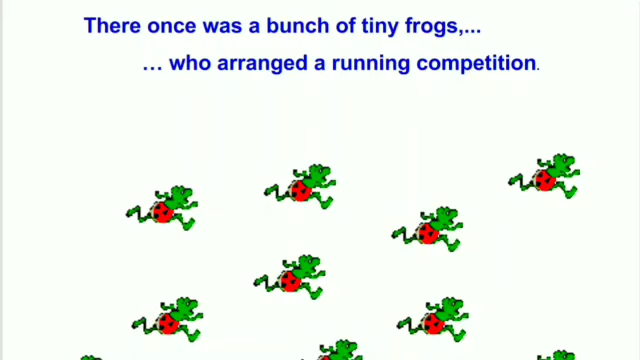 There once was a bunch of tiny frogs,...
… who arranged a running competition.